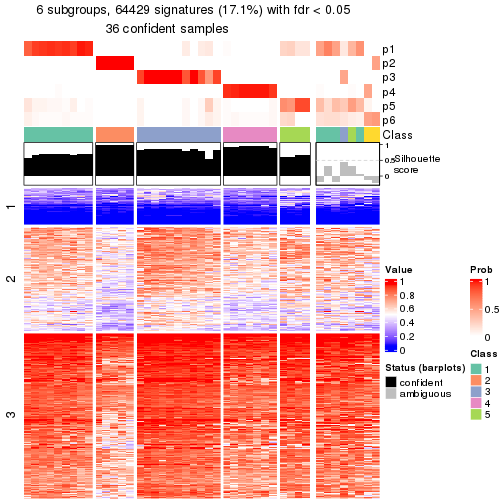 6 subgroups, 64429 signatures (17.1%) with fdr < 0.05
36 confident samples
p1
p2
p3
p4
p5
p6
Class
1
0.5
0
Silhouette
score
1
2
3
Value
1
0.8
0.6
0.4
0.2
0
Prob
1
0.5
0
Status (barplots)
confident
ambiguous
Class
1
2
3
4
5